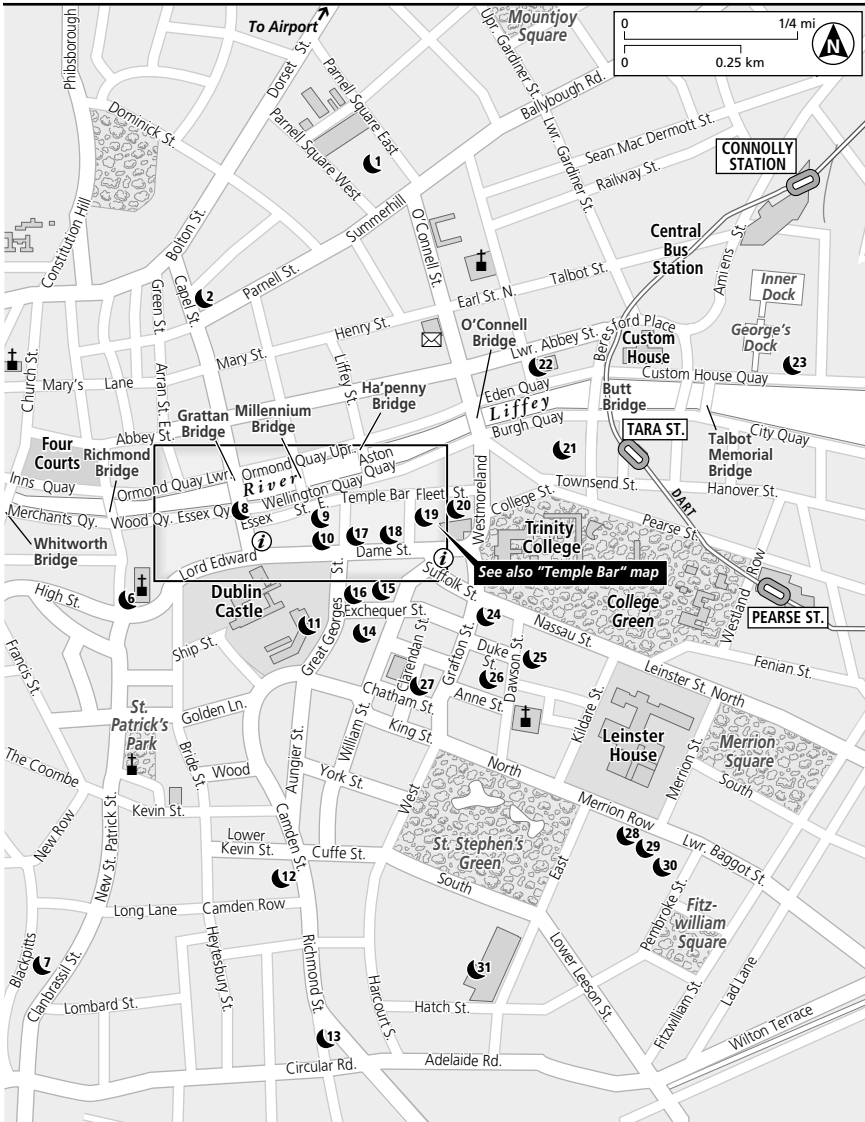 To Airport
Mountjoy
Square
0
1/4 mi
0
0.25 km
N
Phibsborough
Dorset St.
Upr. Gardiner St.
Ballybough Rd.
Dominick St.
Parnell Square East
Parnell Square West
1
Lwr. Gardiner St.
Sean Mac Dermott St.
Railway St.
CONNOLLY
STATION
Constitution Hill
Bolton St.
Summerhill
O'Connell St.
Central
Bus
Station
Amiens St.
Talbot St.
Inner
Dock
2
Capel St.
Green St.
Parnell St.
Earl St. N.
Henry St.
O'Connell
Bridge
Beresford Place
George's
Dock
Lwr. Abbey St.
Custom
House
23
Church St.
Mary St.
Liffey St.
22
Mary's Lane
Arran St. E.
Ha'penny
Bridge
Eden Quay
Custom House Quay
Grattan
Bridge
Millennium
Bridge
Liffey
Butt
Bridge
Burgh Quay
Abbey St.
Four
Courts
Richmond
Bridge
TARA ST.
City Quay
Talbot
Memorial
Bridge
21
Inns Quay
Ormond Quay Lwr.
Ormond Quay Upr.
Aston
Quay
River
Wellington Quay
Westmoreland
Townsend St.
Hanover St.
Merchants Qy.
Wood Qy.
Essex Qy.
8
Essex St. E.
9
Temple Bar
Fleet St.
19
20
College St.
Pearse St.
DART
Whitworth
Bridge
10
17
18
Trinity
College
Lord Edward
i
Dame St.
i
See also "Temple Bar" map
Westland Row
High St.
6
Dublin
Castle
Suffolk St.
College
Green
PEARSE ST.
16
15
Exchequer St.
11
14
24
Nassau St.
Francis St.
Ship St.
Great Georges St.
Clarendan St.
Grafton St.
Duke
St.
Dawson St.
25
Fenian St.
Leinster St. North
27
26
Anne St.
Chatham St.
Golden Ln.
St.
Patrick's
Park
William St.
King St.
Kildare St.
Leinster
House
Merrion St.
Merrion
Square
Bride St.
Aungier St.
The Coombe
Wood
York St.
North
South
West
Kevin St.
Camden St.
Merrion Row
New Row
New St. Patrick St.
Lower
Kevin St.
Cuffe St.
St. Stephen's
Green
East
28
29
30
Lwr. Baggot St.
12
South
Long Lane
Camden Row
Pembroke St.
Fitz-
william
Square
Blackpitts
7
Clanbrassil St.
Heytesbury St.
Richmond St.
31
Lower Leeson St.
Lad Lane
Lombard St.
Harcourt S.
Hatch St.
Fitzwilliam St.
Wilton Terrace
13
Circular Rd.
Adelaide Rd.